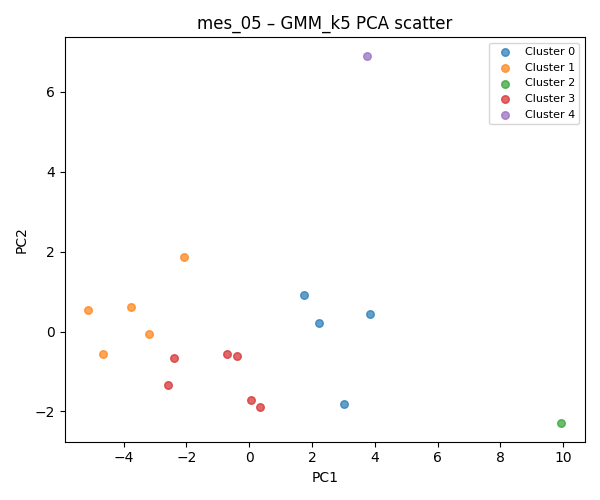 mes_05 – GMM_k5 PCA scatter
Cluster 0
Cluster 1
Cluster 2
Cluster 3
Cluster 4
PC2
6
4
2
0
−2
−4
−2
0
2
4
6
8
10
PC1